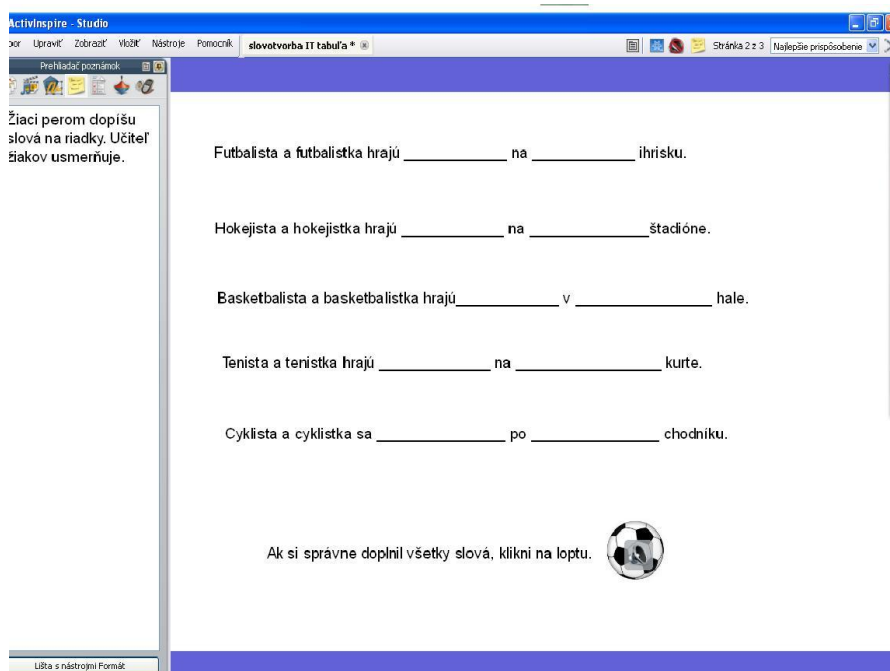 ActivInspire - Studio
Upraviť Zobraziť Vložiť Nástroje Pomocník slovotvorba IT tabuľa * Stránka 2 z 3 Najlepšie prispôsobenie
Prehliadač poznámok
Žiaci perom dopíšu
slová na riadky. Učiteľ
žiakov usmerňuje.
Futbalista a futbalistka hrajú ____________ na ____________ ihrisku.
Hokejista a hokejistka hrajú ____________ na ______________štadióne.
Basketbalista a basketbalistka hrajú____________ v ________________ hale.
Tenista a tenistka hrajú _____________ na _________________ kurte.
Cyklista a cyklistka sa _______________ po _______________ chodníku.
Ak si správne doplnil všetky slová, klikni na loptu.
Lišta s nástrojmi Formát